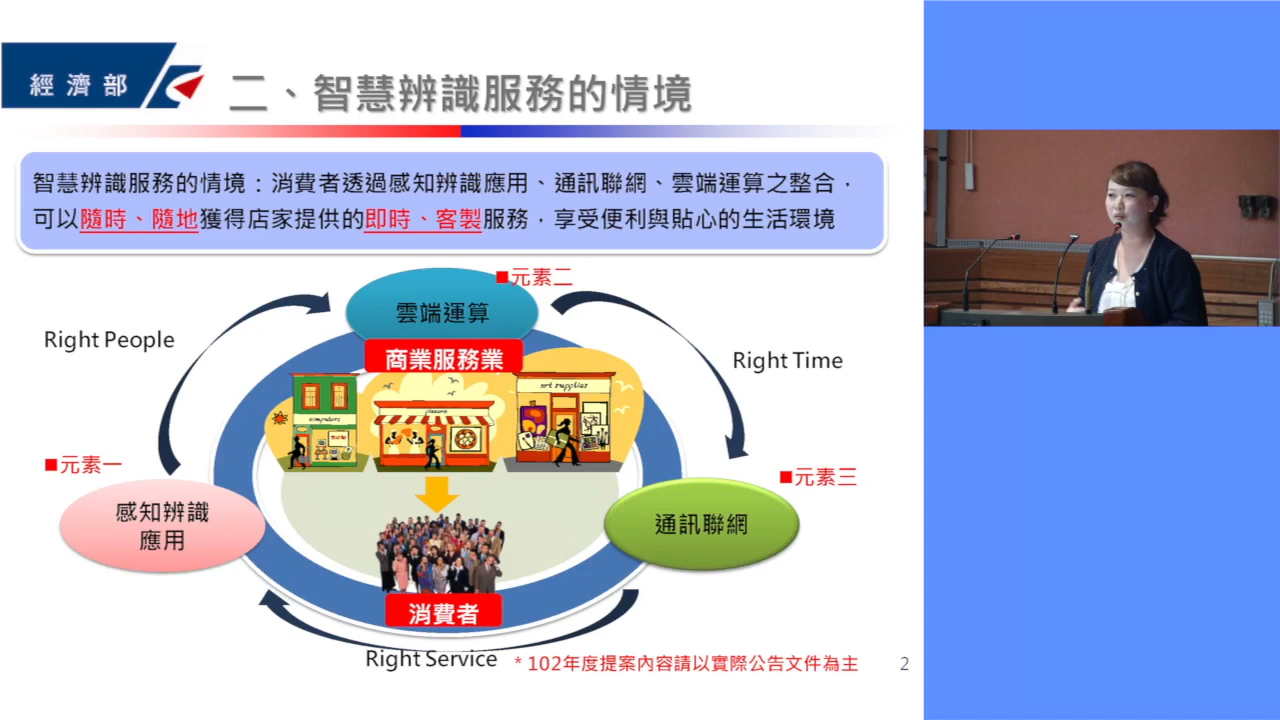 經濟部
二、智慧辨識服務的情境
智慧辨識服務的情境：消費者透過感知辨識應用、通訊聯網、雲端運算之整合，
可以隨時、隨地獲得店家提供的即時、客製服務，享受便利與貼心的生活環境
■元素二
雲端運算
Right People
商業服務業
Right Time
art supplies
computers
■元素一
■元素三
感知辨識
應用
通訊聯網
消費者
Right Service
* 102年度提案內容請以實際公告文件為主
2